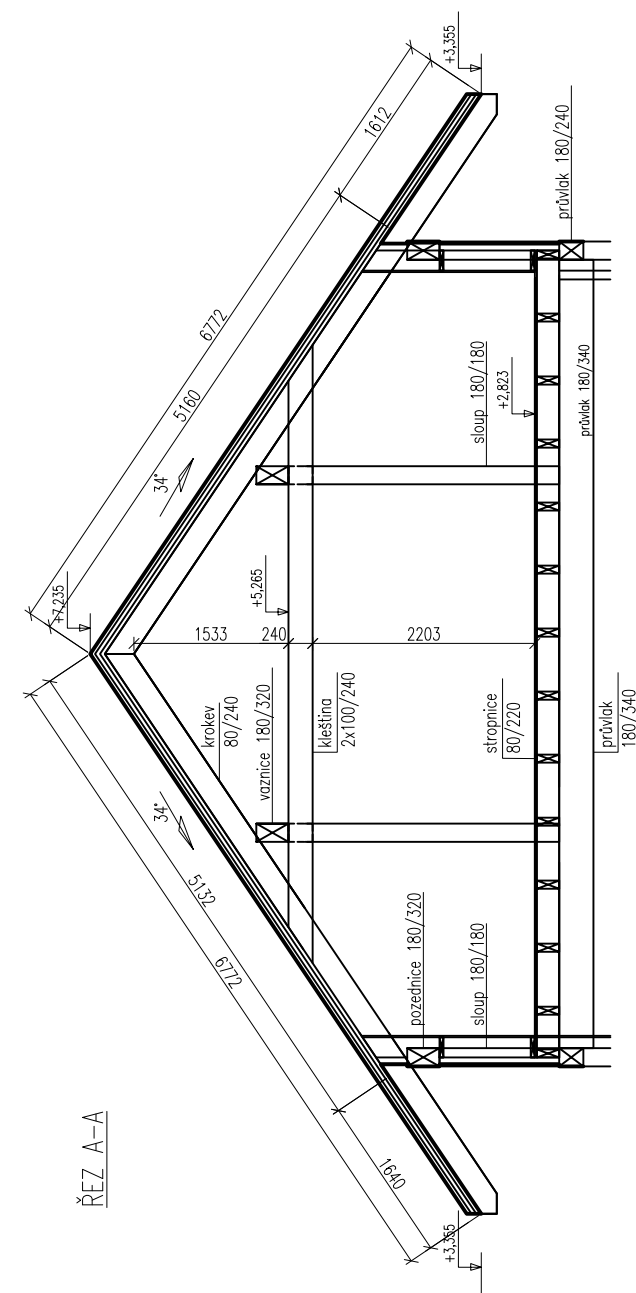 +3,355
1612
průvlak 180/240
6772
5160
34°
sloup 180/180
+2,823
průvlak 180/340
+7,235
+5,265
1533
240
2203
krokev
80/240
vaznice 180/320
kleština
2x100/240
stropnice
80/220
průvlak
180/340
34°
5132
6772
pozednice 180/320
sloup 180/180
1640
ŘEZ A-A
+3,355